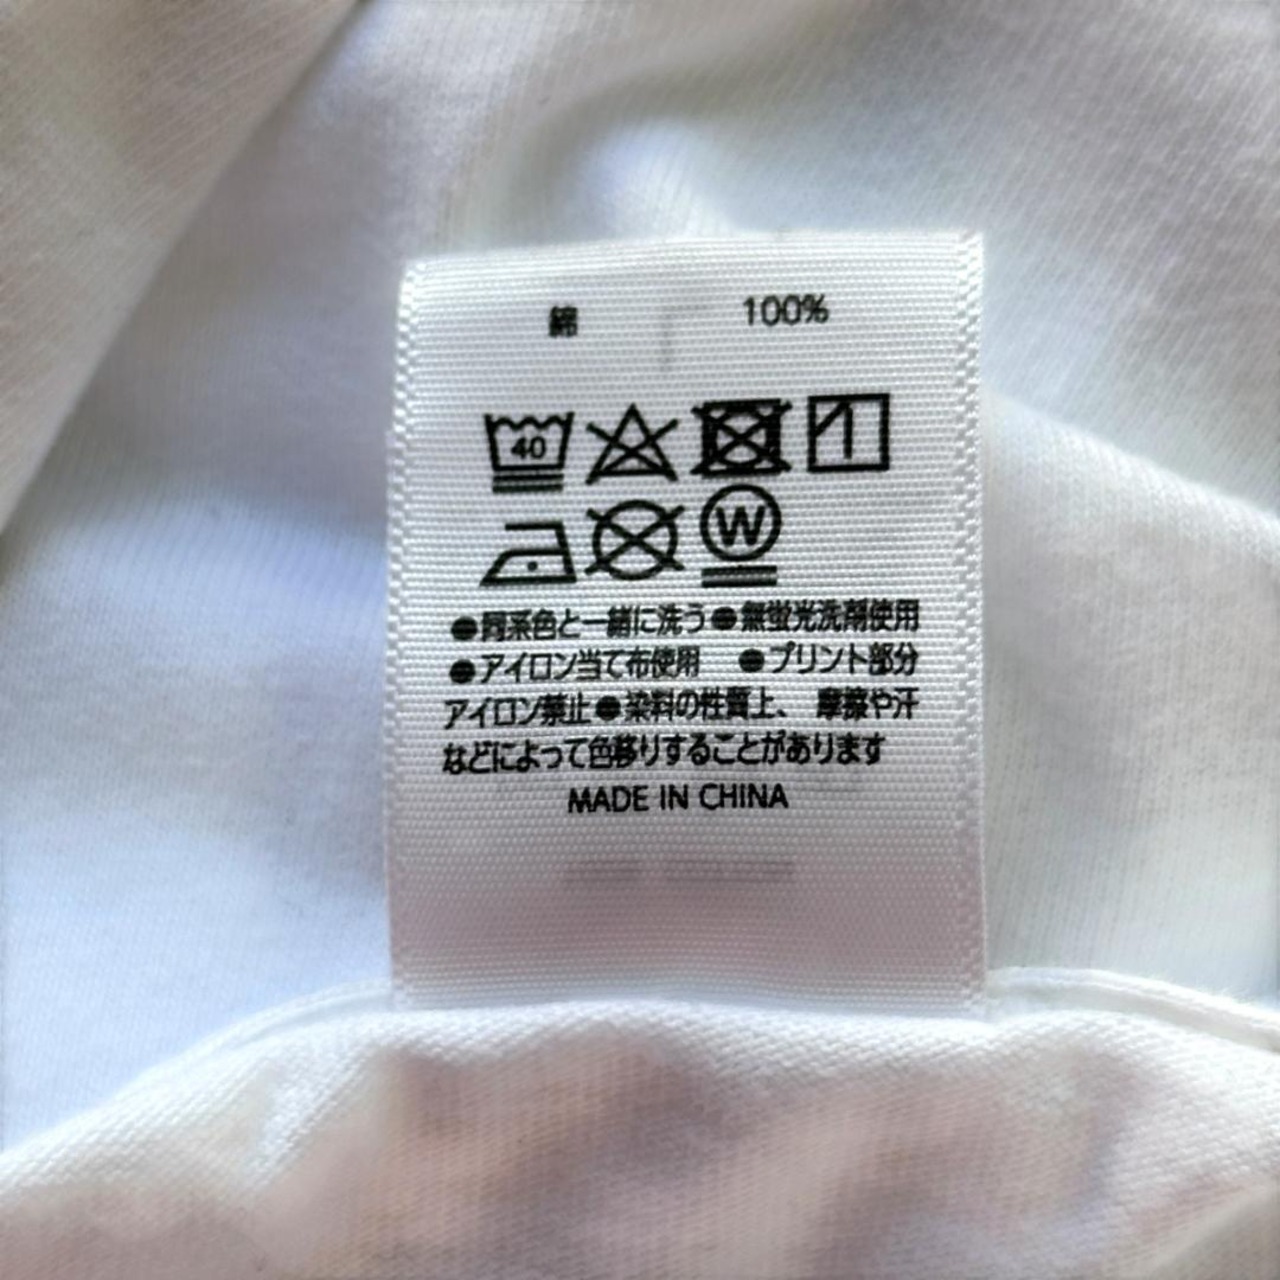 綿 100%
40
W
●同系色と一緒に洗う●無蛍光洗剤使用
●アイロン当て布使用 ●プリント部分
アイロン禁止●染料の性質上、摩擦や汗
などによって色移りすることがあります
MADE IN CHINA